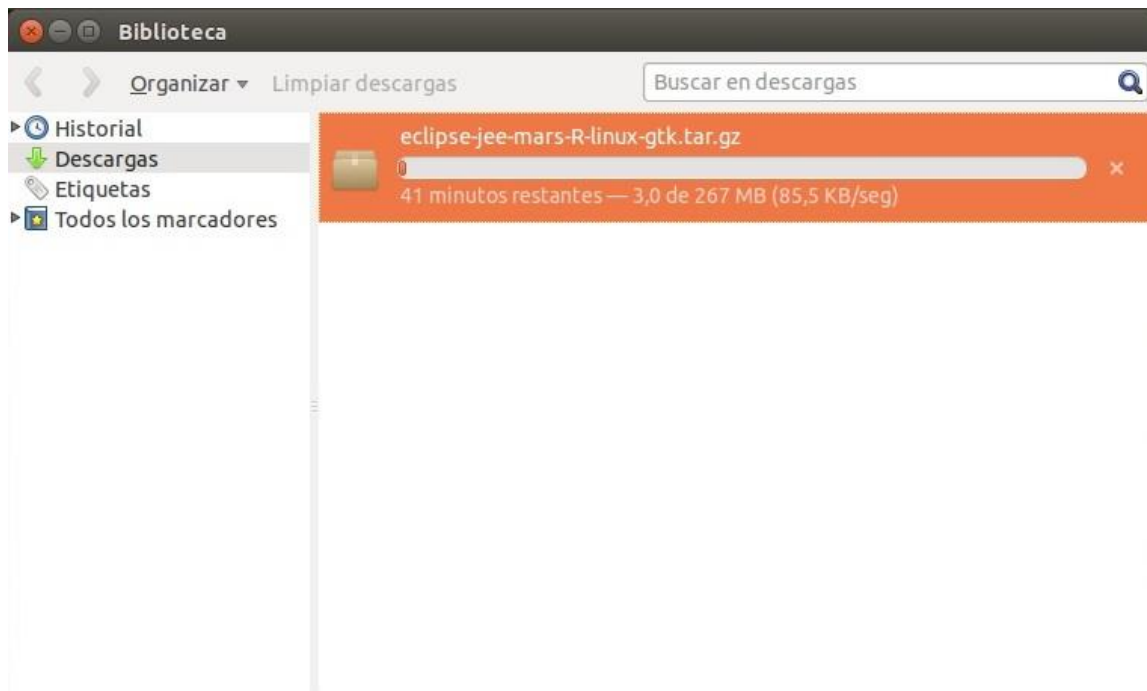 Biblioteca
Organizar Limpiar descargas Buscar en descargas
Historial
Descargas
Etiquetas
Todos los marcadores
eclipse-jee-mars-R-linux-gtk.tar.gz
41 minutos restantes — 3,0 de 267 MB (85,5 KB/seg)